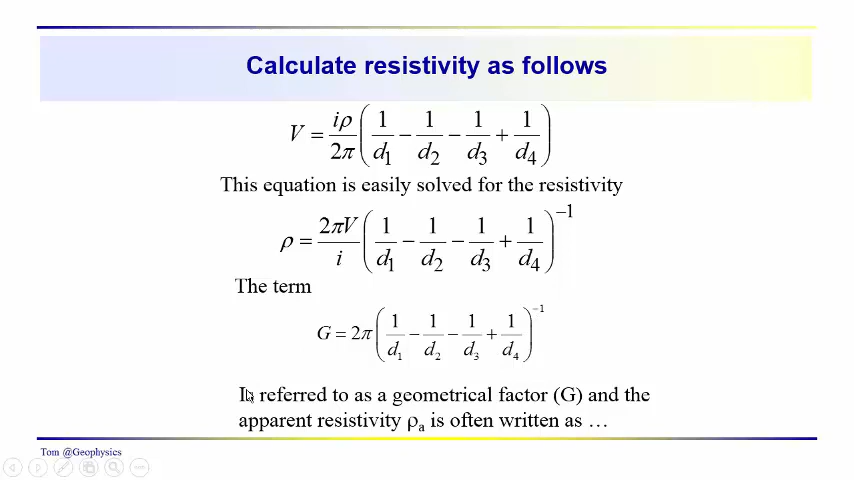 Calculate resistivity as follows
V = iρ/2π (1/d₁ − 1/d₂ − 1/d₃ + 1/d₄)
This equation is easily solved for the resistivity
ρ = 2πV/i (1/d₁ − 1/d₂ − 1/d₃ + 1/d₄)⁻¹
The term
G = 2π (1/d₁ − 1/d₂ − 1/d₃ + 1/d₄)⁻¹
Is referred to as a geometrical factor (G) and the
apparent resistivity ρₐ is often written as …
Tom @Geophysics